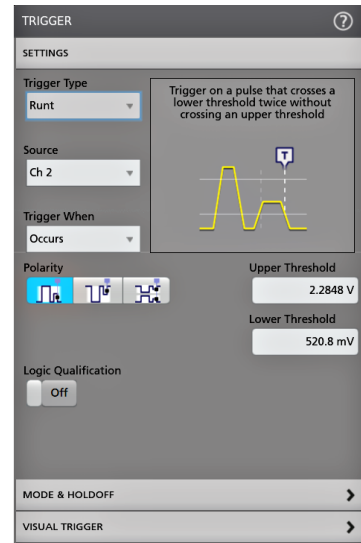 TRIGGER
?
SETTINGS
Trigger Type
Runt
Trigger on a pulse that crosses a
lower threshold twice without
crossing an upper threshold
T
Source
Ch 2
Trigger When
Occurs
Polarity
Upper Threshold
2.2848 V
Lower Threshold
520.8 mV
Logic Qualification
Off
MODE & HOLDOFF
VISUAL TRIGGER